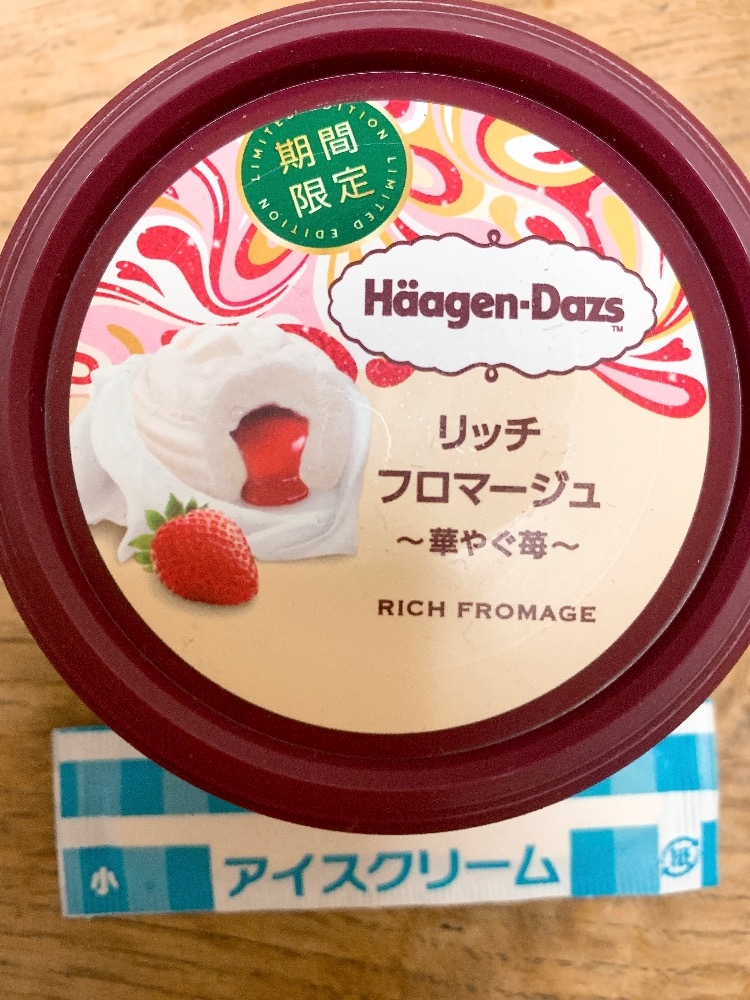 LIMITED EDITION LIMITED EDITION
期間
限定
Häagen-Dazs
TM
リッチ
フロマージュ
~華やぐ苺~
RICH FROMAGE
小
アイスクリーム
紙